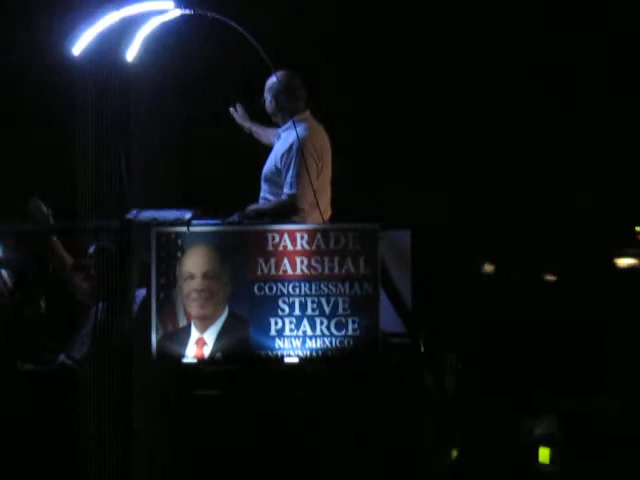 PARADE
MARSHAL
CONGRESSMAN
STEVE
PEARCE
NEW MEXICO